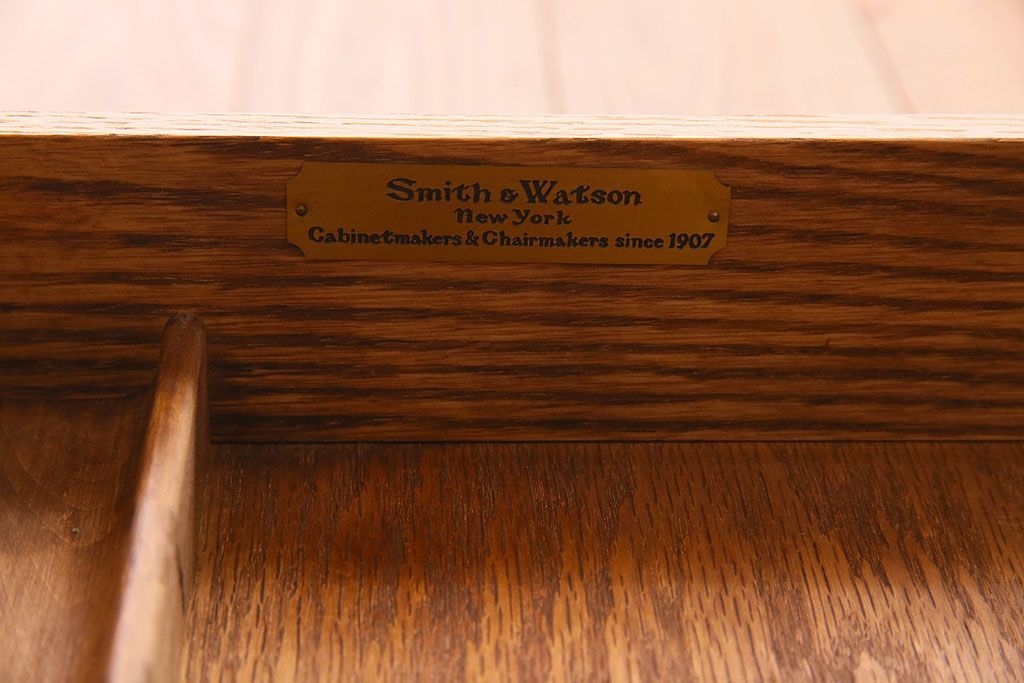 Smith & Watson
New York
Cabinetmakers & Chairmakers since 1907